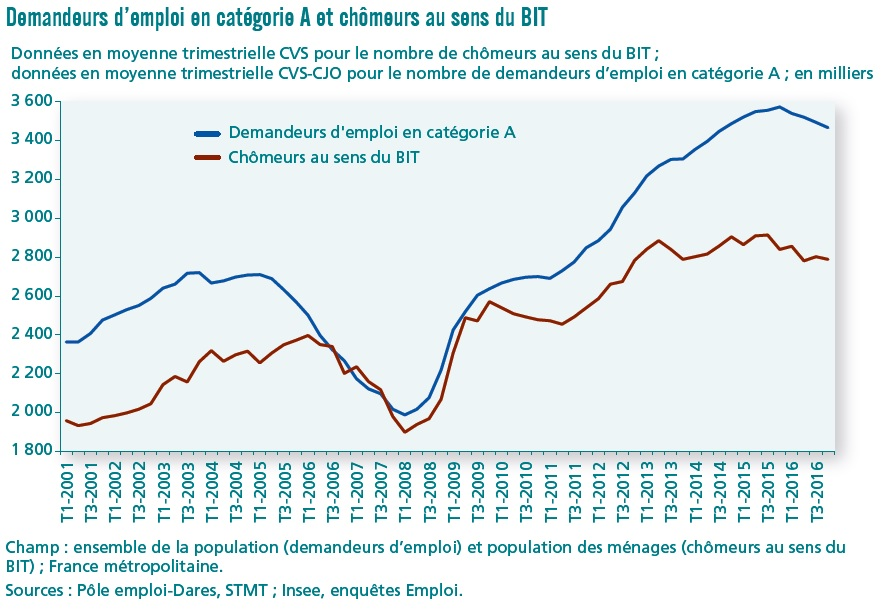 Demandeurs d'emploi en catégorie A et chômeurs au sens du BIT
Données en moyenne trimestrielle CVS pour le nombre de chômeurs au sens du BIT ;
données en moyenne trimestrielle CVS-CJO pour le nombre de demandeurs d'emploi en catégorie A ; en milliers
3 600
3 400
3 200
3 000
2 800
2 600
2 400
2 200
2 000
1 800
Demandeurs d'emploi en catégorie A
Chômeurs au sens du BIT
T1-2001
T3-2001
T1-2002
T3-2002
T1-2003
T3-2003
T1-2004
T3-2004
T1-2005
T3-2005
T1-2006
T3-2006
T1-2007
T3-2007
T1-2008
T3-2008
T1-2009
T3-2009
T1-2010
T3-2010
T1-2011
T3-2011
T1-2012
T3-2012
T1-2013
T3-2013
T1-2014
T3-2014
T1-2015
T3-2015
T1-2016
T3-2016
Champ : ensemble de la population (demandeurs d'emploi) et population des ménages (chômeurs au sens du
BIT) ; France métropolitaine.
Sources : Pôle emploi-Dares, STMT ; Insee, enquêtes Emploi.